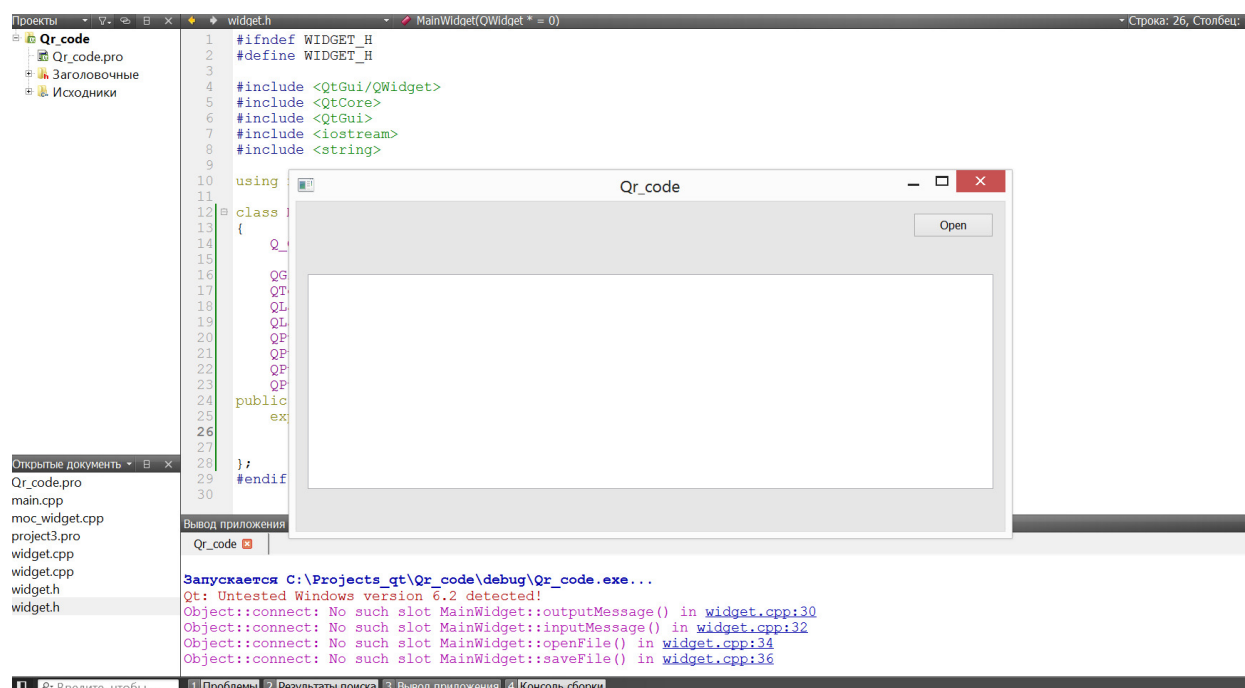 Проекты
widget.h
MainWidget(QWidget * = 0)
Строка: 26, Столбец:
Qr_code
Qr_code.pro
Заголовочные
Исходники
1 #ifndef WIDGET_H
2 #define WIDGET_H
3
4 #include <QtGui/QWidget>
5 #include <QtCore>
6 #include <QtGui>
7 #include <iostream>
8 #include <string>
9
10 using
11
12 class
13 {
14 Q_
15
16 QG
17 QT
18 QL
19 QL
20 QP
21 QP
22 QP
23 QP
24 public
25 ex
26
27
28 };
29 #endif
30
Qr_code
Open
Открытые документь
Qr_code.pro
main.cpp
moc_widget.cpp
project3.pro
widget.cpp
widget.cpp
widget.h
widget.h
Вывод приложения
Qr_code
Запускается C:\Projects_qt\Qr_code\debug\Qr_code.exe...
Qt: Untested Windows version 6.2 detected!
Object::connect: No such slot MainWidget::outputMessage() in widget.cpp:30
Object::connect: No such slot MainWidget::inputMessage() in widget.cpp:32
Object::connect: No such slot MainWidget::openFile() in widget.cpp:34
Object::connect: No such slot MainWidget::saveFile() in widget.cpp:36
Введите, чтобы
1 Проблемы 2 Результаты поиска 3 Вывод приложения 4 Консоль сборки